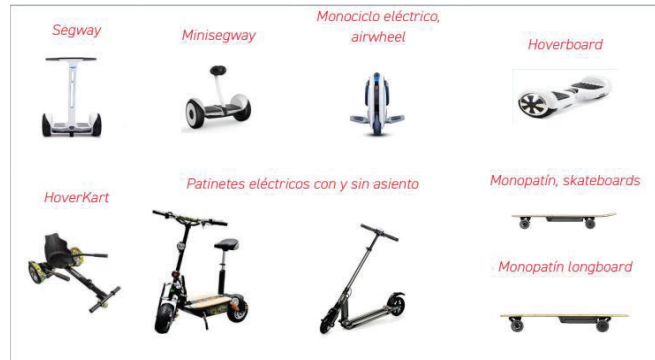 Segway
Minisegway
Monociclo eléctrico,
airwheel
Hoverboard
HoverKart
Patinetes eléctricos con y sin asiento
Monopatín, skateboards
Monopatín longboard